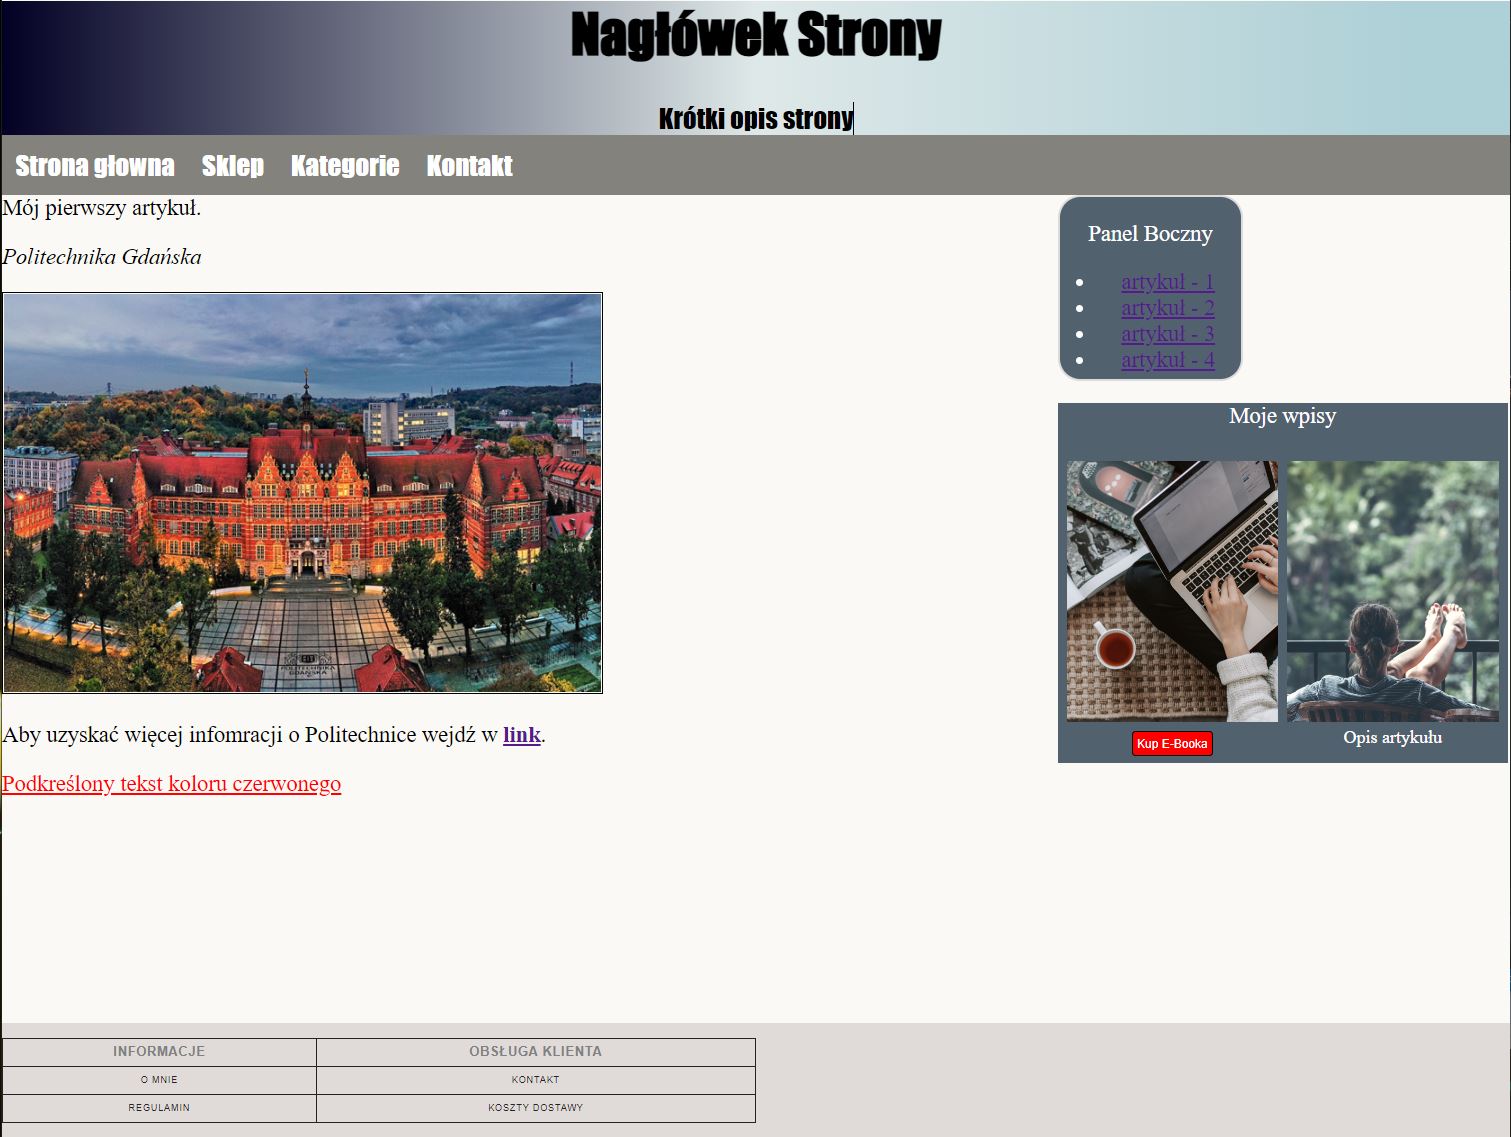 Nagłówek Strony
Krótki opis strony
Strona głowna Sklep Kategorie Kontakt
Mój pierwszy artykuł.
Politechnika Gdańska
POLITECHNIKA
GDAŃSKA
Aby uzyskać więcej infomracji o Politechnice wejdź w link.
Podkreślony tekst koloru czerwonego
Panel Boczny
artykuł - 1
artykuł - 2
artykuł - 3
artykuł - 4
Moje wpisy
Kup E-Booka
Opis artykułu
INFORMACJE OBSŁUGA KLIENTA
O MNIE KONTAKT
REGULAMIN KOSZTY DOSTAWY